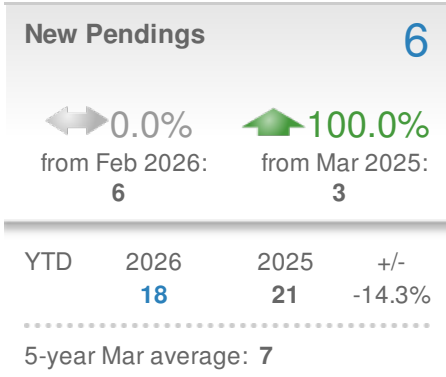 New Pendings 6
0.0% 100.0%
from Feb 2026: from Mar 2025:
6 3
YTD 2026 2025 +/-
18 21 -14.3%
5-year Mar average: 7